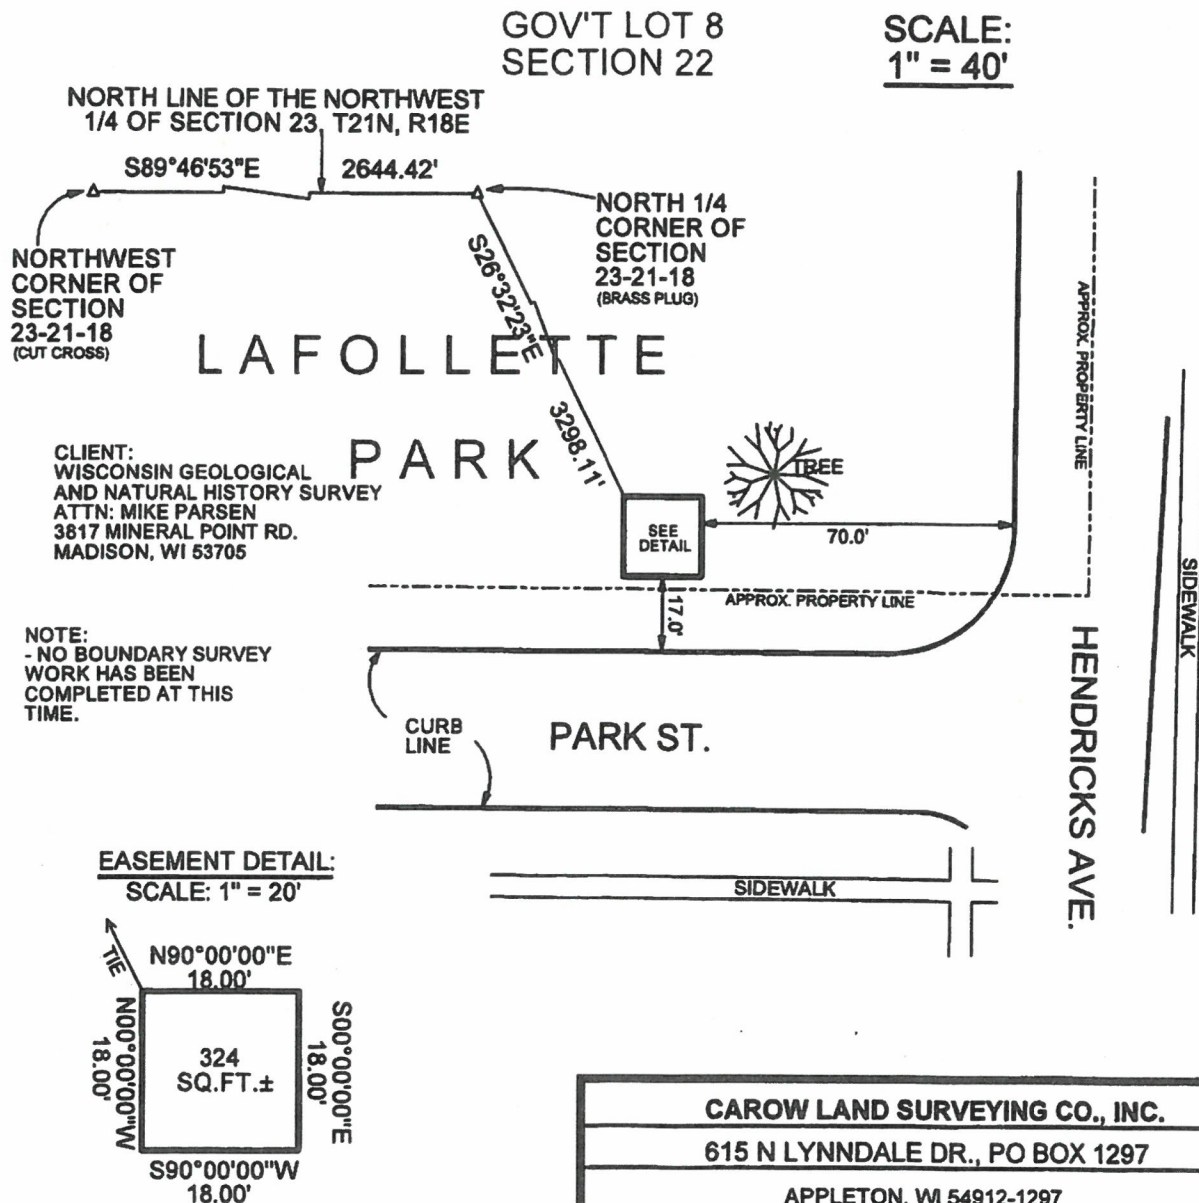 GOV'T LOT 8
SECTION 22
SCALE:
1" = 40'
NORTH LINE OF THE NORTHWEST
1/4 OF SECTION 23, T21N, R18E
S89°46'53"E 2644.42'
NORTHWEST
CORNER OF
SECTION
23-21-18
(CUT CROSS)
NORTH 1/4
CORNER OF
SECTION
23-21-18
(BRASS PLUG)
S26°32'23"E
3298.11'
LAFOLLETTE
PARK
CLIENT:
WISCONSIN GEOLOGICAL
AND NATURAL HISTORY SURVEY
ATTN: MIKE PARSEN
3817 MINERAL POINT RD.
MADISON, WI 53705
TREE
SEE
DETAIL
70.0'
17.0'
APPROX. PROPERTY LINE
APPROX. PROPERTY LINE
SIDEWALK
NOTE:
- NO BOUNDARY SURVEY
WORK HAS BEEN
COMPLETED AT THIS
TIME.
CURB
LINE
PARK ST.
HENDRICKS AVE.
SIDEWALK
EASEMENT DETAIL:
SCALE: 1" = 20'
TIE
N90°00'00"E
18.00'
N00°00'00"W
18.00'
324
SQ.FT.±
S00°00'00"E
18.00'
S90°00'00"W
18.00'
CAROW LAND SURVEYING CO., INC.
615 N LYNNDALE DR., PO BOX 1297
APPLETON, WI 54912-1297